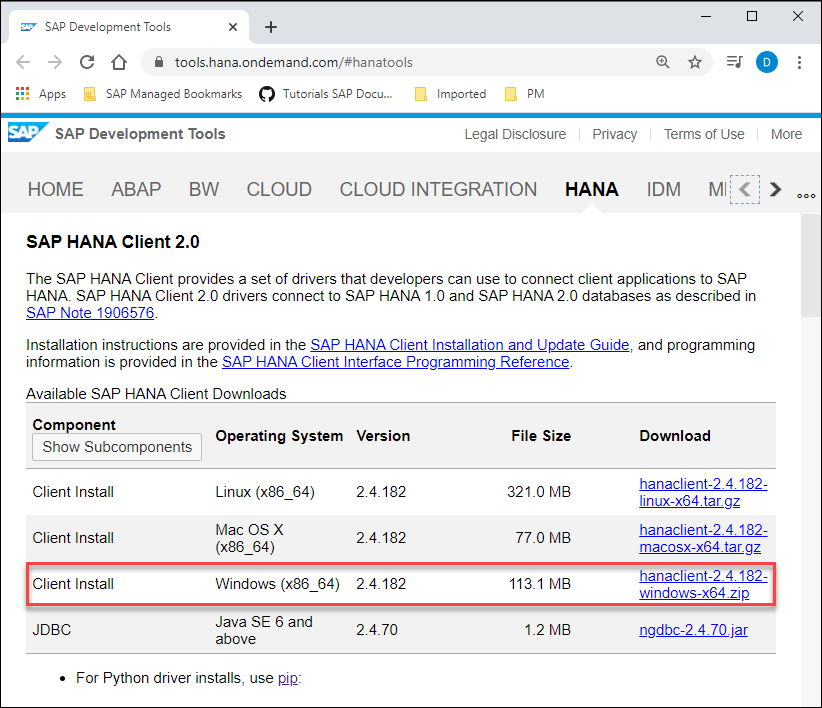 SAP SAP Development Tools
tools.hana.ondemand.com/#hanatools
D
Apps SAP Managed Bookmarks Tutorials SAP Docu... Imported PM
SAP SAP Development Tools Legal Disclosure Privacy Terms of Use More
HOME ABAP BW CLOUD CLOUD INTEGRATION HANA IDM
SAP HANA Client 2.0
The SAP HANA Client provides a set of drivers that developers can use to connect client applications to SAP
HANA. SAP HANA Client 2.0 drivers connect to SAP HANA 1.0 and SAP HANA 2.0 databases as described in
SAP Note 1906576.
Installation instructions are provided in the SAP HANA Client Installation and Update Guide, and programming
information is provided in the SAP HANA Client Interface Programming Reference.
Available SAP HANA Client Downloads
Component
Show Subcomponents
Operating System Version File Size Download
Client Install Linux (x86_64) 2.4.182 321.0 MB hanaclient-2.4.182-
linux-x64.tar.gz
Client Install Mac OS X
(x86_64) 2.4.182 77.0 MB hanaclient-2.4.182-
macosx-x64.tar.gz
Client Install Windows (x86_64) 2.4.182 113.1 MB hanaclient-2.4.182-
windows-x64.zip
JDBC Java SE 6 and
above 2.4.70 1.2 MB ngdbc-2.4.70.jar
• For Python driver installs, use pip: